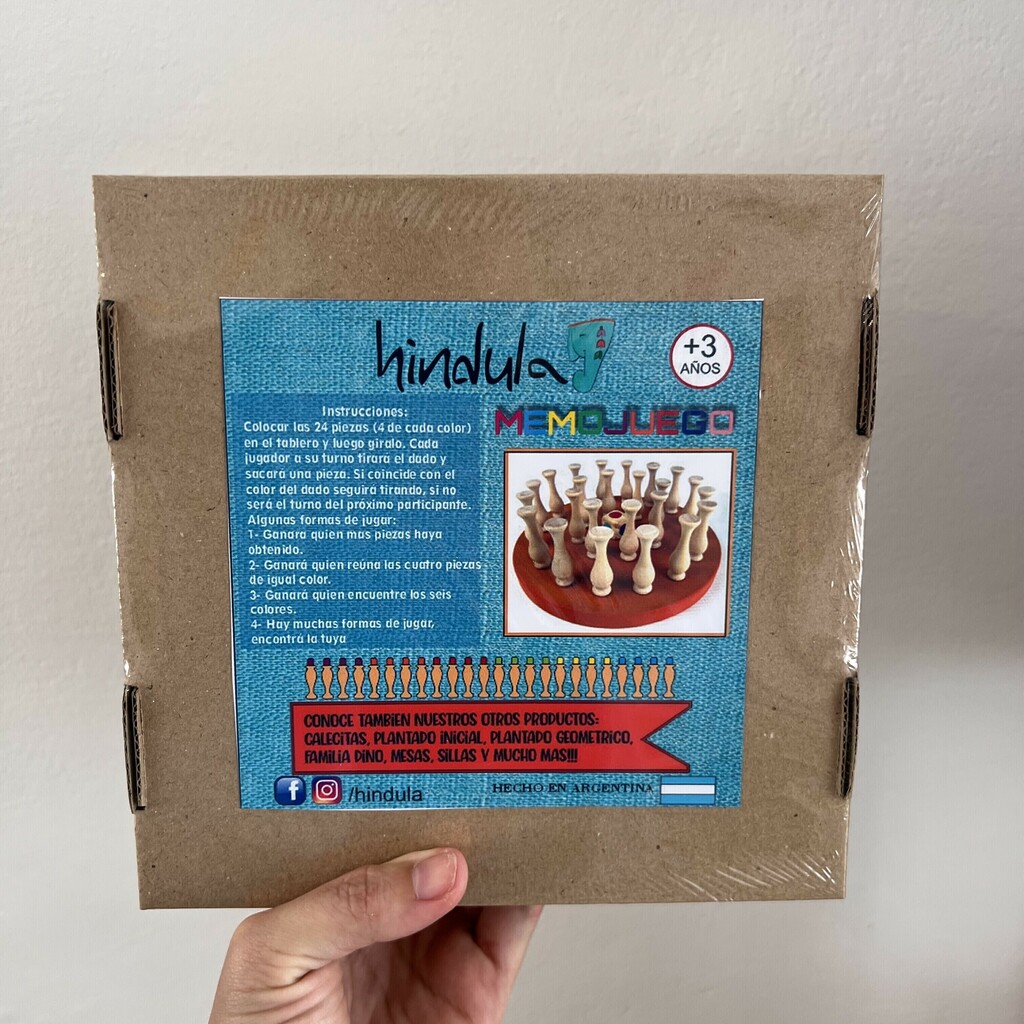 hindula
+3
AÑOS
MEMOJUEGO
Instrucciones:
Colocar las 24 piezas (4 de cada color)
en el tablero y luego giralo. Cada
jugador a su turno tirara el dado y
sacará una pieza. Si coincide con el
color del dado seguira tirando, si no
será el turno del próximo participante.
Algunas formas de jugar:
1- Ganara quien mas piezas haya
obtenido.
2- Ganará quien reúna las cuatro piezas
de igual color.
3- Ganará quien encuentre los seis
colores.
4- Hay muchas formas de jugar,
encontrá la tuya
CONOCE TAMBIEN NUESTROS OTROS PRODUCTOS:
CALECITAS, PLANTADO INICIAL, PLANTADO GEOMETRICO,
FAMILIA DINO, MESAS, SILLAS Y MUCHO MAS!!!
f
/hindula
HECHO EN ARGENTINA